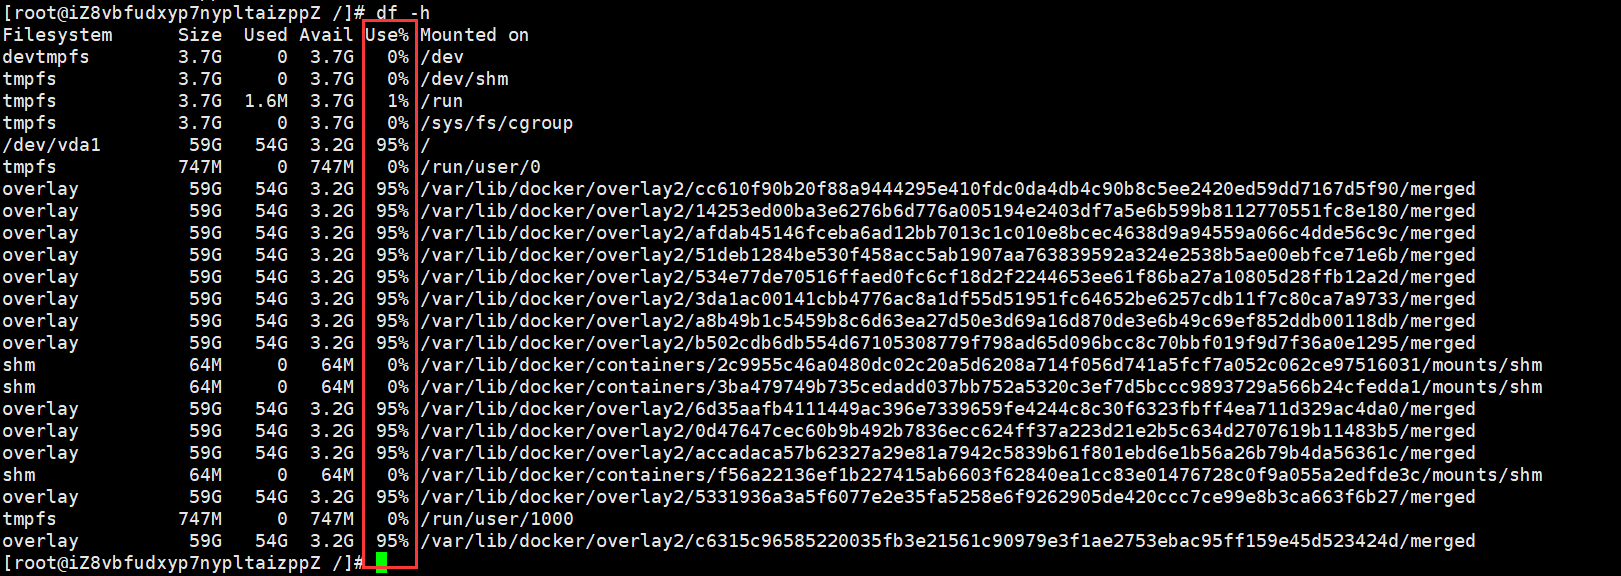 [root@iZ8vbfudxyp7nypltaizppZ /]# df -h
Filesystem      Size  Used Avail Use% Mounted on
devtmpfs        3.7G     0  3.7G   0% /dev
tmpfs           3.7G     0  3.7G   0% /dev/shm
tmpfs           3.7G  1.6M  3.7G   1% /run
tmpfs           3.7G     0  3.7G   0% /sys/fs/cgroup
/dev/vda1        59G   54G  3.2G  95% /
tmpfs           747M     0  747M   0% /run/user/0
overlay          59G   54G  3.2G  95% /var/lib/docker/overlay2/cc610f90b20f88a9444295e410fdc0da4db4c90b8c5ee2420ed59dd7167d5f90/merged
overlay          59G   54G  3.2G  95% /var/lib/docker/overlay2/14253ed00ba3e6276b6d776a005194e2403df7a5e6b599b8112770551fc8e180/merged
overlay          59G   54G  3.2G  95% /var/lib/docker/overlay2/afdab45146fceba6ad12bb7013c1c010e8bcec4638d9a94559a066c4dde56c9c/merged
overlay          59G   54G  3.2G  95% /var/lib/docker/overlay2/51deb1284be530f458acc5ab1907aa763839592a324e2538b5ae00ebfce71e6b/merged
overlay          59G   54G  3.2G  95% /var/lib/docker/overlay2/534e77de70516ffaed0fc6cf18d2f2244653ee61f86ba27a10805d28ffb12a2d/merged
overlay          59G   54G  3.2G  95% /var/lib/docker/overlay2/3da1ac00141cbb4776ac8a1df55d51951fc64652be6257cdb11f7c80ca7a9733/merged
overlay          59G   54G  3.2G  95% /var/lib/docker/overlay2/a8b49b1c5459b8c6d63ea27d50e3d69a16d870de3e6b49c69ef852ddb00118db/merged
overlay          59G   54G  3.2G  95% /var/lib/docker/overlay2/b502cdb6db554d67105308779f798ad65d096bcc8c70bbf019f9d7f36a0e1295/merged
shm              64M     0   64M   0% /var/lib/docker/containers/2c9955c46a0480dc02c20a5d6208a714f056d741a5fcf7a052c062ce97516031/mounts/shm
shm              64M     0   64M   0% /var/lib/docker/containers/3ba479749b735cedadd037bb752a5320c3ef7d5bccc9893729a566b24cfedda1/mounts/shm
overlay          59G   54G  3.2G  95% /var/lib/docker/overlay2/6d35aafb4111449ac396e7339659fe4244c8c30f6323fbff4ea711d329ac4da0/merged
overlay          59G   54G  3.2G  95% /var/lib/docker/overlay2/0d47647cec60b9b492b7836ecc624ff37a223d21e2b5c634d2707619b11483b5/merged
overlay          59G   54G  3.2G  95% /var/lib/docker/overlay2/accadaca57b62327a29e81a7942c5839b61f801ebd6e1b56a26b79b4da56361c/merged
shm              64M     0   64M   0% /var/lib/docker/containers/f56a22136ef1b227415ab6603f62840ea1cc83e01476728c0f9a055a2edfde3c/mounts/shm
overlay          59G   54G  3.2G  95% /var/lib/docker/overlay2/5331936a3a5f6077e2e35fa5258e6f9262905de420ccc7ce99e8b3ca663f6b27/merged
tmpfs           747M     0  747M   0% /run/user/1000
overlay          59G   54G  3.2G  95% /var/lib/docker/overlay2/c6315c96585220035fb3e21561c90979e3f1ae2753ebac95ff159e45d523424d/merged
[root@iZ8vbfudxyp7nypltaizppZ /]#